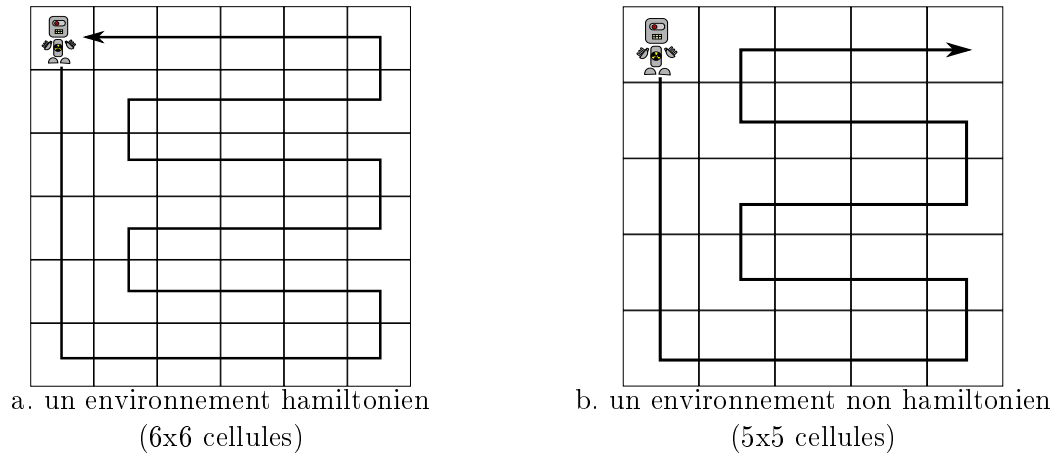 a. un environnement hamiltonien
(6x6 cellules)
b. un environnement non hamiltonien
(5x5 cellules)